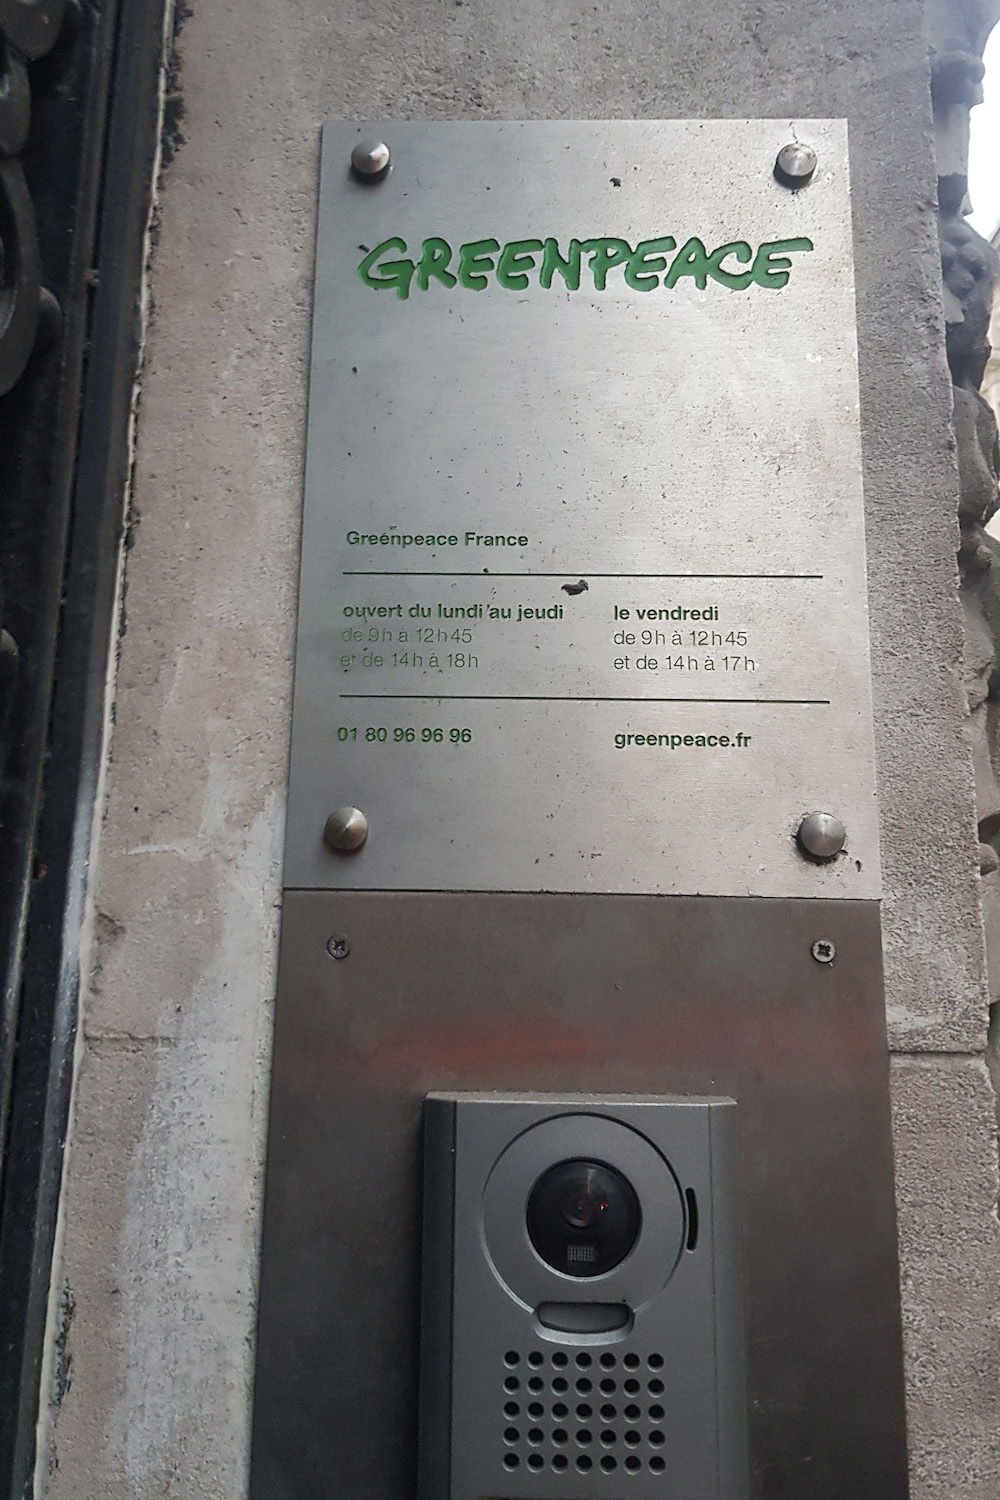 GREENPEACE
Greenpeace France
ouvert du lundi au jeudi
de 9h à 12h45
et de 14h à 18h
le vendredi
de 9h à 12h45
et de 14h à 17h
01 80 96 96 96
greenpeace.fr